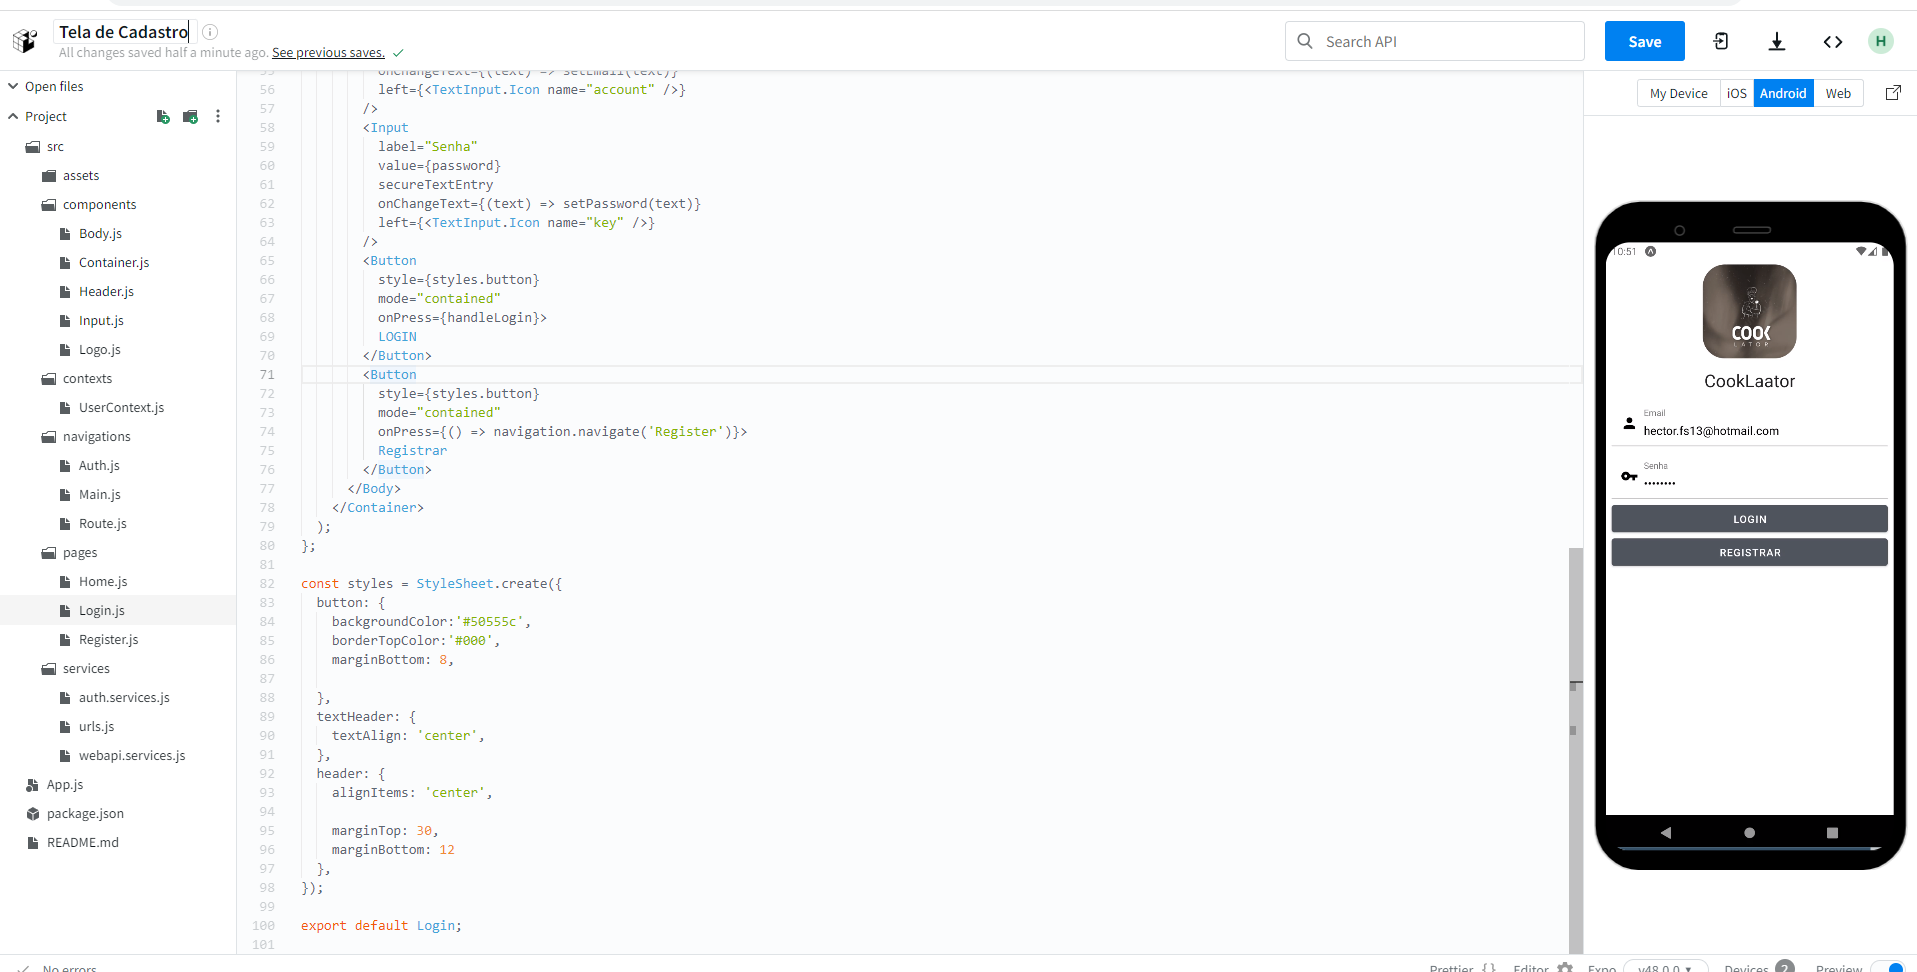 Tela de Cadastro
All changes saved half a minute ago. See previous saves.
Search API
Save
H
Open files
Project
src
assets
components
Body.js
Container.js
Header.js
Input.js
Logo.js
contexts
UserContext.js
navigations
Auth.js
Main.js
Route.js
pages
Home.js
Login.js
Register.js
services
auth.services.js
urls.js
webapi.services.js
App.js
package.json
README.md
No errors
55 onChangeText={(text) => setEmail(text)}
56 left={<TextInput.Icon name="account" />}
57 />
58 <Input
59 label="Senha"
60 value={password}
61 secureTextEntry
62 onChangeText={(text) => setPassword(text)}
63 left={<TextInput.Icon name="key" />}
64 />
65 <Button
66 style={styles.button}
67 mode="contained"
68 onPress={handleLogin}>
69 LOGIN
70 </Button>
71 <Button
72 style={styles.button}
73 mode="contained"
74 onPress={() => navigation.navigate('Register')}>
75 Registrar
76 </Button>
77 </Body>
78 </Container>
79 );
80 };
81
82 const styles = StyleSheet.create({
83 button: {
84 backgroundColor:'#50555c',
85 borderTopColor:'#000',
86 marginBottom: 8,
87
88 },
89 textHeader: {
90 textAlign: 'center',
91 },
92 header: {
93 alignItems: 'center',
94
95 marginTop: 30,
96 marginBottom: 12
97 },
98 });
99
100 export default Login;
101
My Device iOS Android Web
10:51
COOK
LATOR
CookLaator
Email
hector.fs13@hotmail.com
Senha
••••••••
LOGIN
REGISTRAR
Prettier { } Editor Expo v48.0.0 Devices 2 Preview